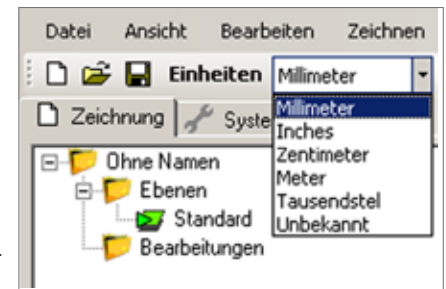 Datei Ansicht Bearbeiten Zeichnen
Einheiten Millimeter
Zeichnung
Millimeter
Inches
Zentimeter
Meter
Tausendstel
Unbekannt
Ohne Namen
Ebenen
Standard
Bearbeitungen